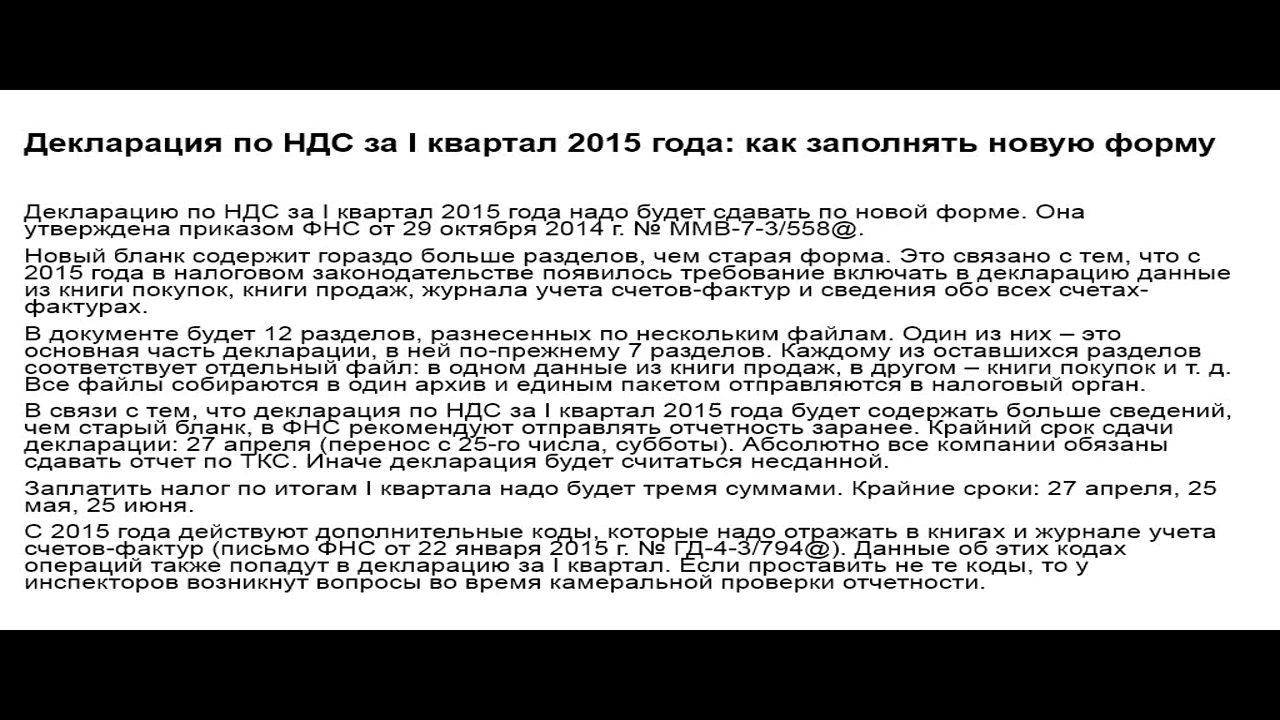 Декларация по НДС за I квартал 2015 года: как заполнять новую форму
Декларацию по НДС за I квартал 2015 года надо будет сдавать по новой форме. Она
утверждена приказом ФНС от 29 октября 2014 г. № ММВ-7-3/558@.
Новый бланк содержит гораздо больше разделов, чем старая форма. Это связано с тем, что с
2015 года в налоговом законодательстве появилось требование включать в декларацию данные
из книги покупок, книги продаж, журнала учета счетов-фактур и сведения обо всех счетах-
фактурах.
В документе будет 12 разделов, разнесенных по нескольким файлам. Один из них – это
основная часть декларации, в ней по-прежнему 7 разделов. Каждому из оставшихся разделов
соответствует отдельный файл: в одном данные из книги продаж, в другом – книги покупок и т. д.
Все файлы собираются в один архив и единым пакетом отправляются в налоговый орган.
В связи с тем, что декларация по НДС за I квартал 2015 года будет содержать больше сведений,
чем старый бланк, в ФНС рекомендуют отправлять отчетность заранее. Крайний срок сдачи
декларации: 27 апреля (перенос с 25-го числа, субботы). Абсолютно все компании обязаны
сдавать отчет по ТКС. Иначе декларация будет считаться несданной.
Заплатить налог по итогам I квартала надо будет тремя суммами. Крайние сроки: 27 апреля, 25
мая, 25 июня.
С 2015 года действуют дополнительные коды, которые надо отражать в книгах и журнале учета
счетов-фактур (письмо ФНС от 22 января 2015 г. № ГД-4-3/794@). Данные об этих кодах
операций также попадут в декларацию за I квартал. Если проставить не те коды, то у
инспекторов возникнут вопросы во время камеральной проверки отчетности.